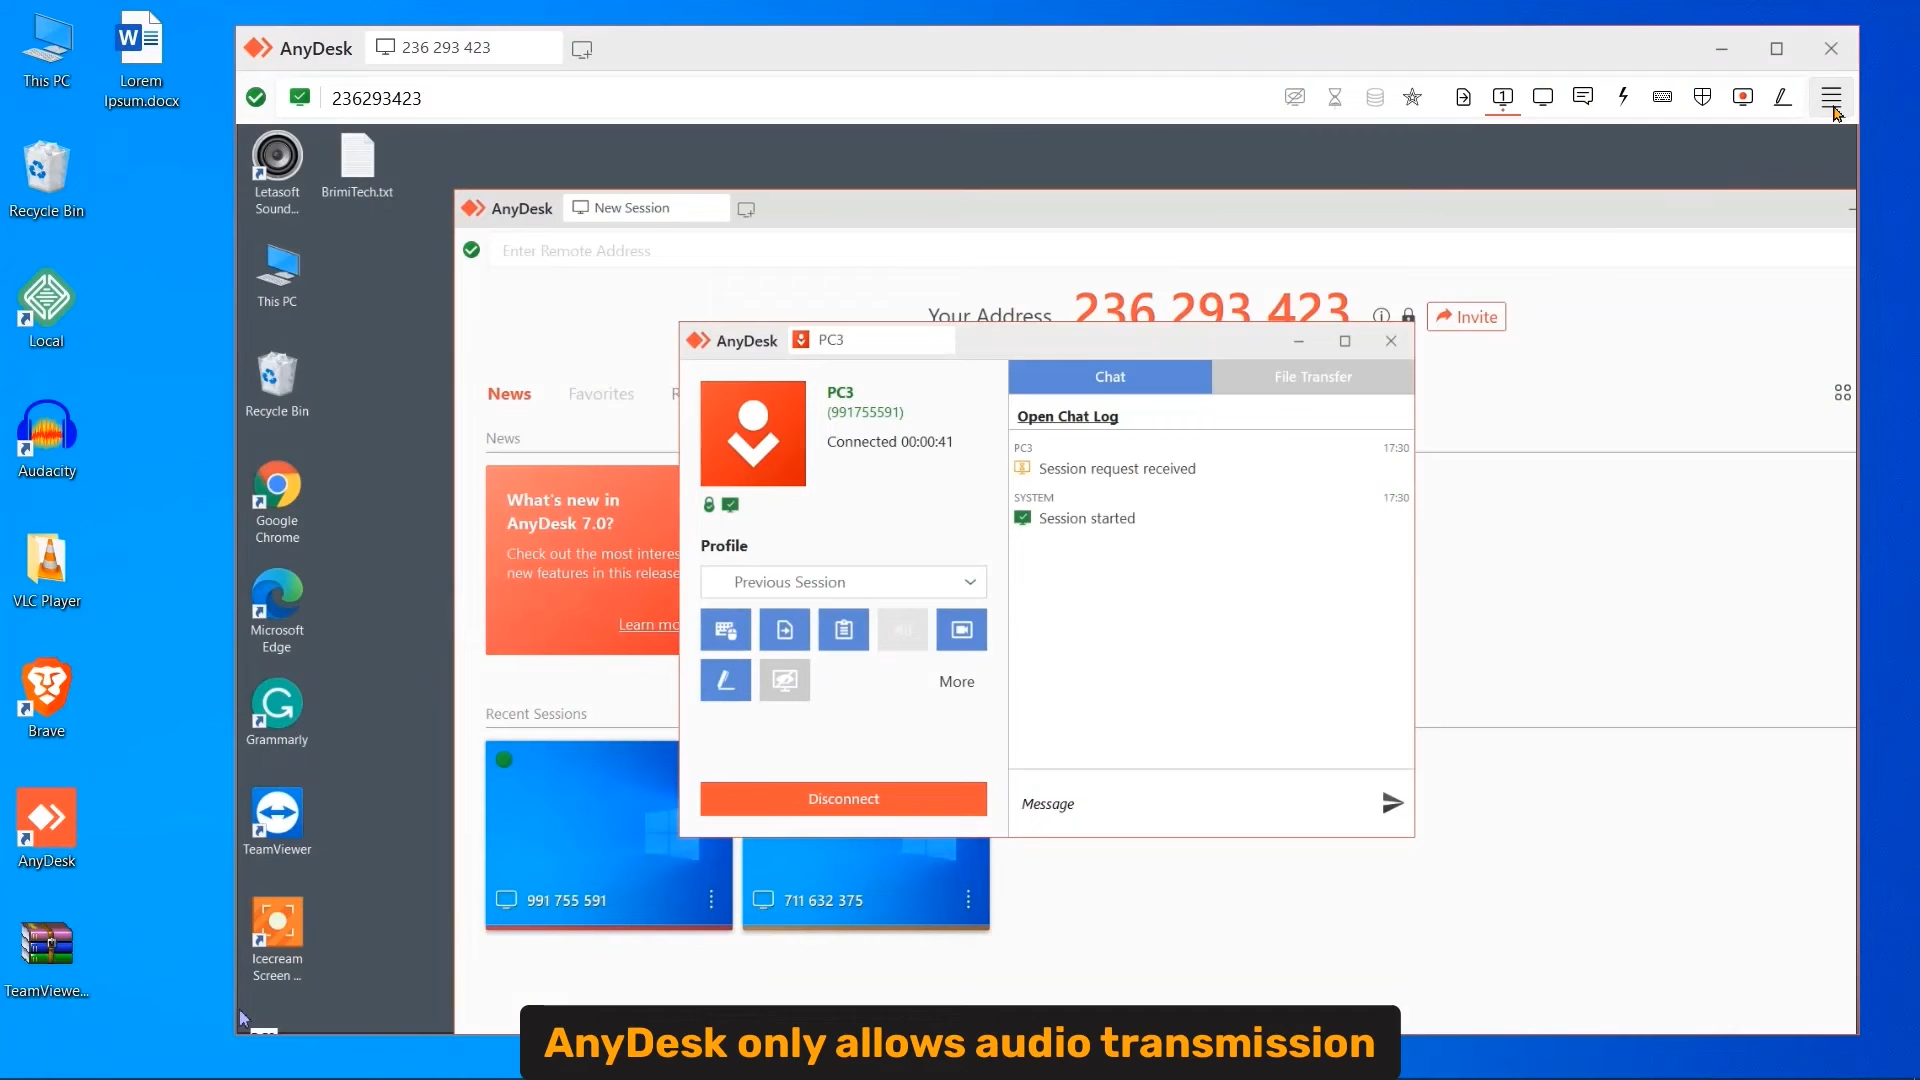 This PC
Lorem
Ipsum.docx
Recycle Bin
Local
Audacity
VLC Player
Brave
AnyDesk
TeamViewe...
AnyDesk
236 293 423
236293423
1
Letasoft
Sound...
BrimiTech.txt
This PC
Recycle Bin
Google
Chrome
Microsoft
Edge
Grammarly
TeamViewer
Icecream
Screen ...
AnyDesk
New Session
Enter Remote Address
Your Address
236 293 423
Invite
News
Favorites
News
What's new in
AnyDesk 7.0?
Check out the most interes
new features in this release
Learn mo
Recent Sessions
991 755 591
711 632 375
AnyDesk
PC3
PC3
(991755591)
Connected 00:00:41
Profile
Previous Session
More
Disconnect
Chat
File Transfer
Open Chat Log
PC3
17:30
Session request received
SYSTEM
17:30
Session started
Message
AnyDesk only allows audio transmission